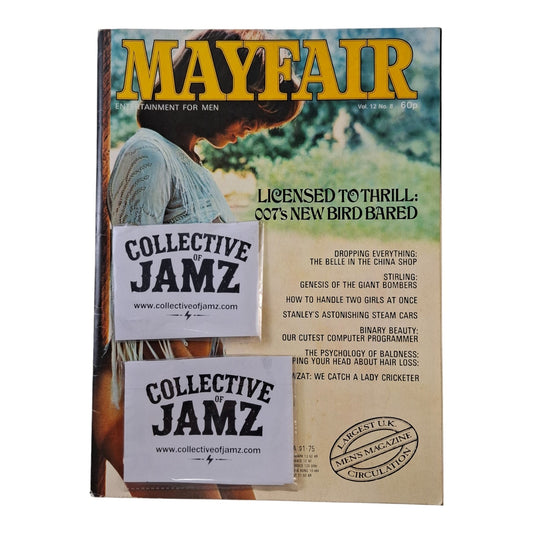 MAYFAIR
ENTERTAINMENT FOR MEN
Vol. 12 No. 8 60p
LICENSED TO THRILL:
007's NEW BIRD BARED
DROPPING EVERYTHING:
THE BELLE IN THE CHINA SHOP
STIRLING:
GENESIS OF THE GIANT BOMBERS
HOW TO HANDLE TWO GIRLS AT ONCE
STANLEY'S ASTONISHING STEAM CARS
BINARY BEAUTY:
OUR CUTEST COMPUTER PROGRAMMER
THE PSYCHOLOGY OF BALDNESS:
PING YOUR HEAD ABOUT HAIR LOSS:
WZAT: WE CATCH A LADY CRICKETER
COLLECTIVE
OF
JAMZ
www.collectiveofjamz.com
COLLECTIVE
OF
JAMZ
www.collectiveofjamz.com
A 91·75
LARGEST U.K.
MEN'S MAGAZINE
CIRCULATION